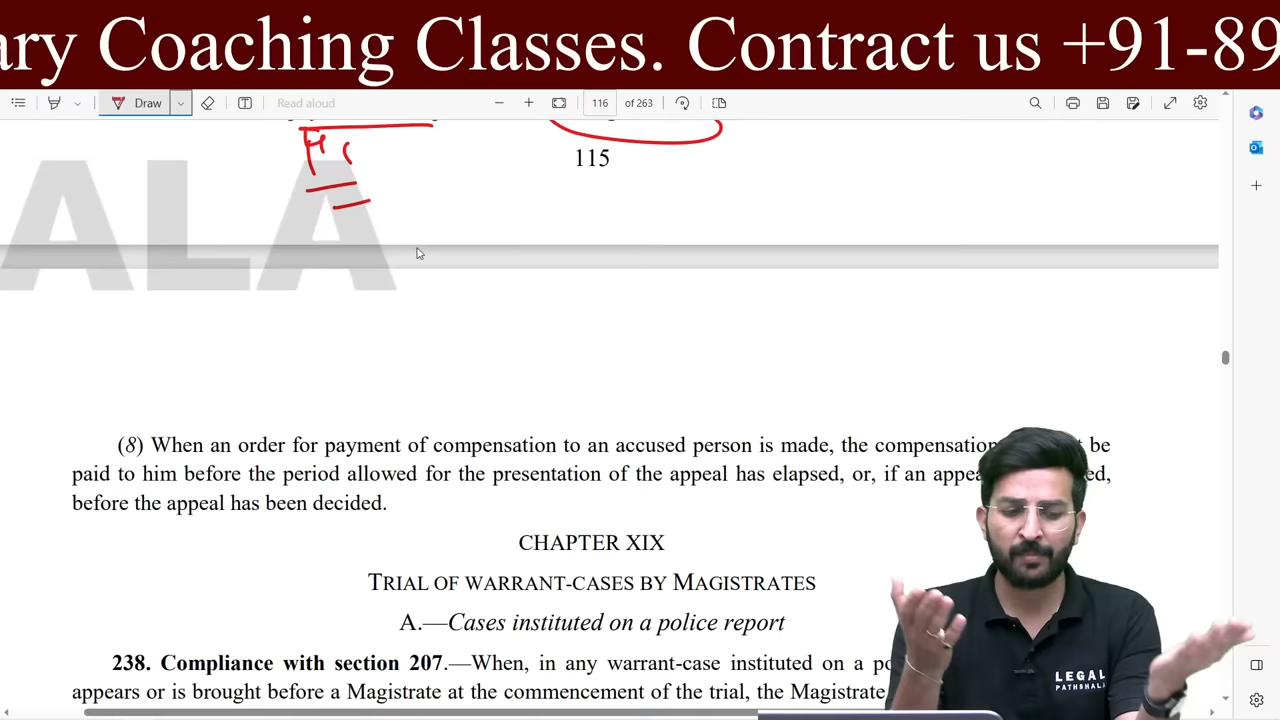 ary Coaching Classes. Contract us +91-89
Draw
Read aloud
116 of 263
115
ALA
(8) When an order for payment of compensation to an accused person is made, the be
paid to him before the period allowed for the presentation of the appeal has elapsed, or, if an
before the appeal has been decided.
CHAPTER XIX
TRIAL OF WARRANT-CASES BY MAGISTRATES
A.—Cases instituted on a police report
238. Compliance with section 207.—When, in any warrant-case instituted on a
appears or is brought before a Magistrate at the commencement of the trial, the Magistrate
LEGAL
PATHSHALA